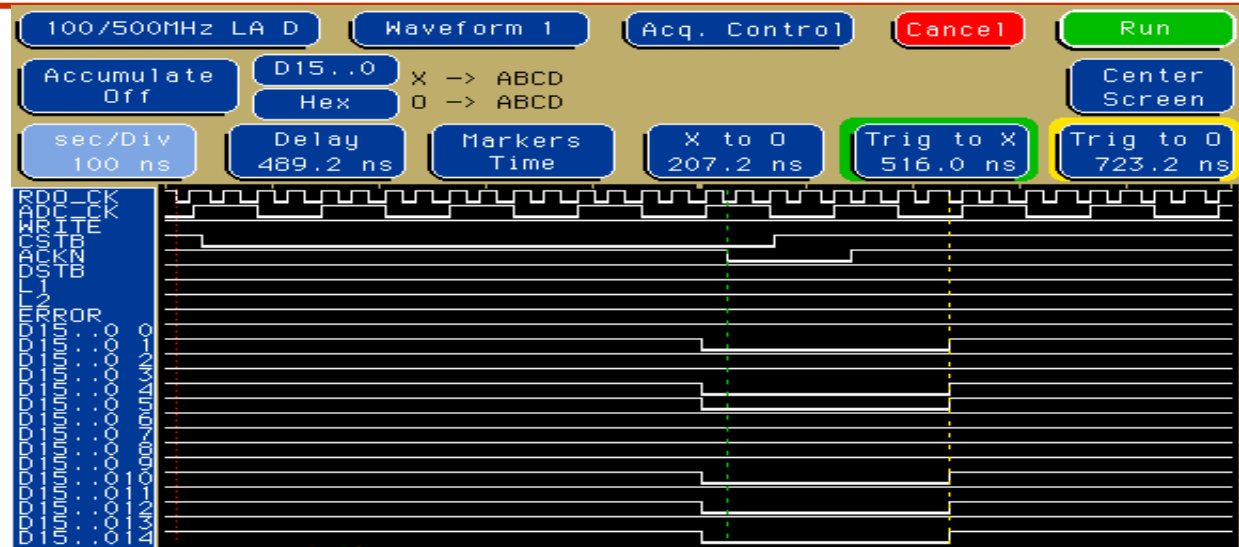 100/500MHz LA D Waveform 1 Acq. Control Cancel Run
Accumulate Off D15..0 X -> ABCD Center Screen
Hex O -> ABCD
sec/Div Delay Markers X to O Trig to X Trig to O
100 ns 489.2 ns Time 207.2 ns 516.0 ns 723.2 ns
RDO_CK
ADC_CK
WRITE
CSTB
ACKN
DSTB
L1
L2
ERROR
D15..0 0
D15..0 1
D15..0 2
D15..0 3
D15..0 4
D15..0 5
D15..0 6
D15..0 7
D15..0 8
D15..0 9
D15..010
D15..011
D15..012
D15..013
D15..014